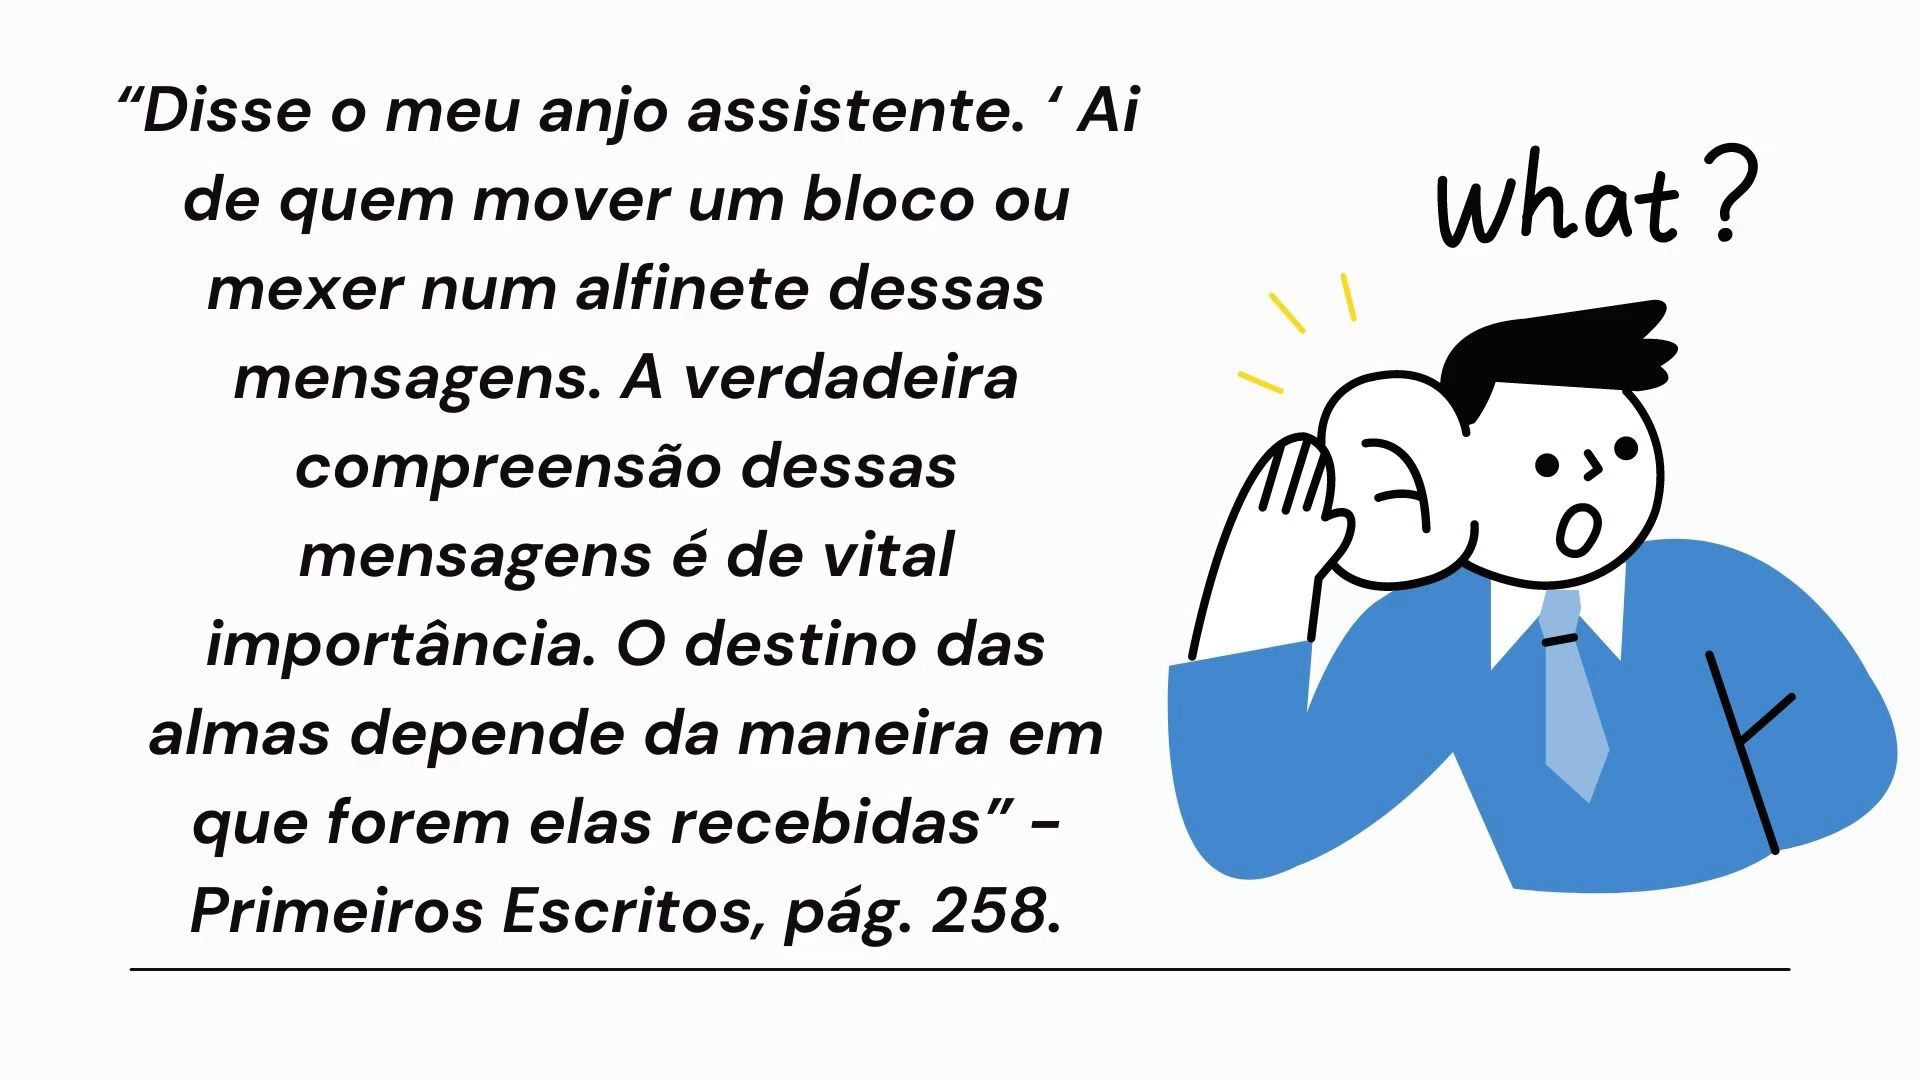 “Disse o meu anjo assistente. ‘ Ai
de quem mover um bloco ou
mexer num alfinete dessas
mensagens. A verdadeira
compreensão dessas
mensagens é de vital
importância. O destino das
almas depende da maneira em
que forem elas recebidas” -
Primeiros Escritos, pág. 258.
What?